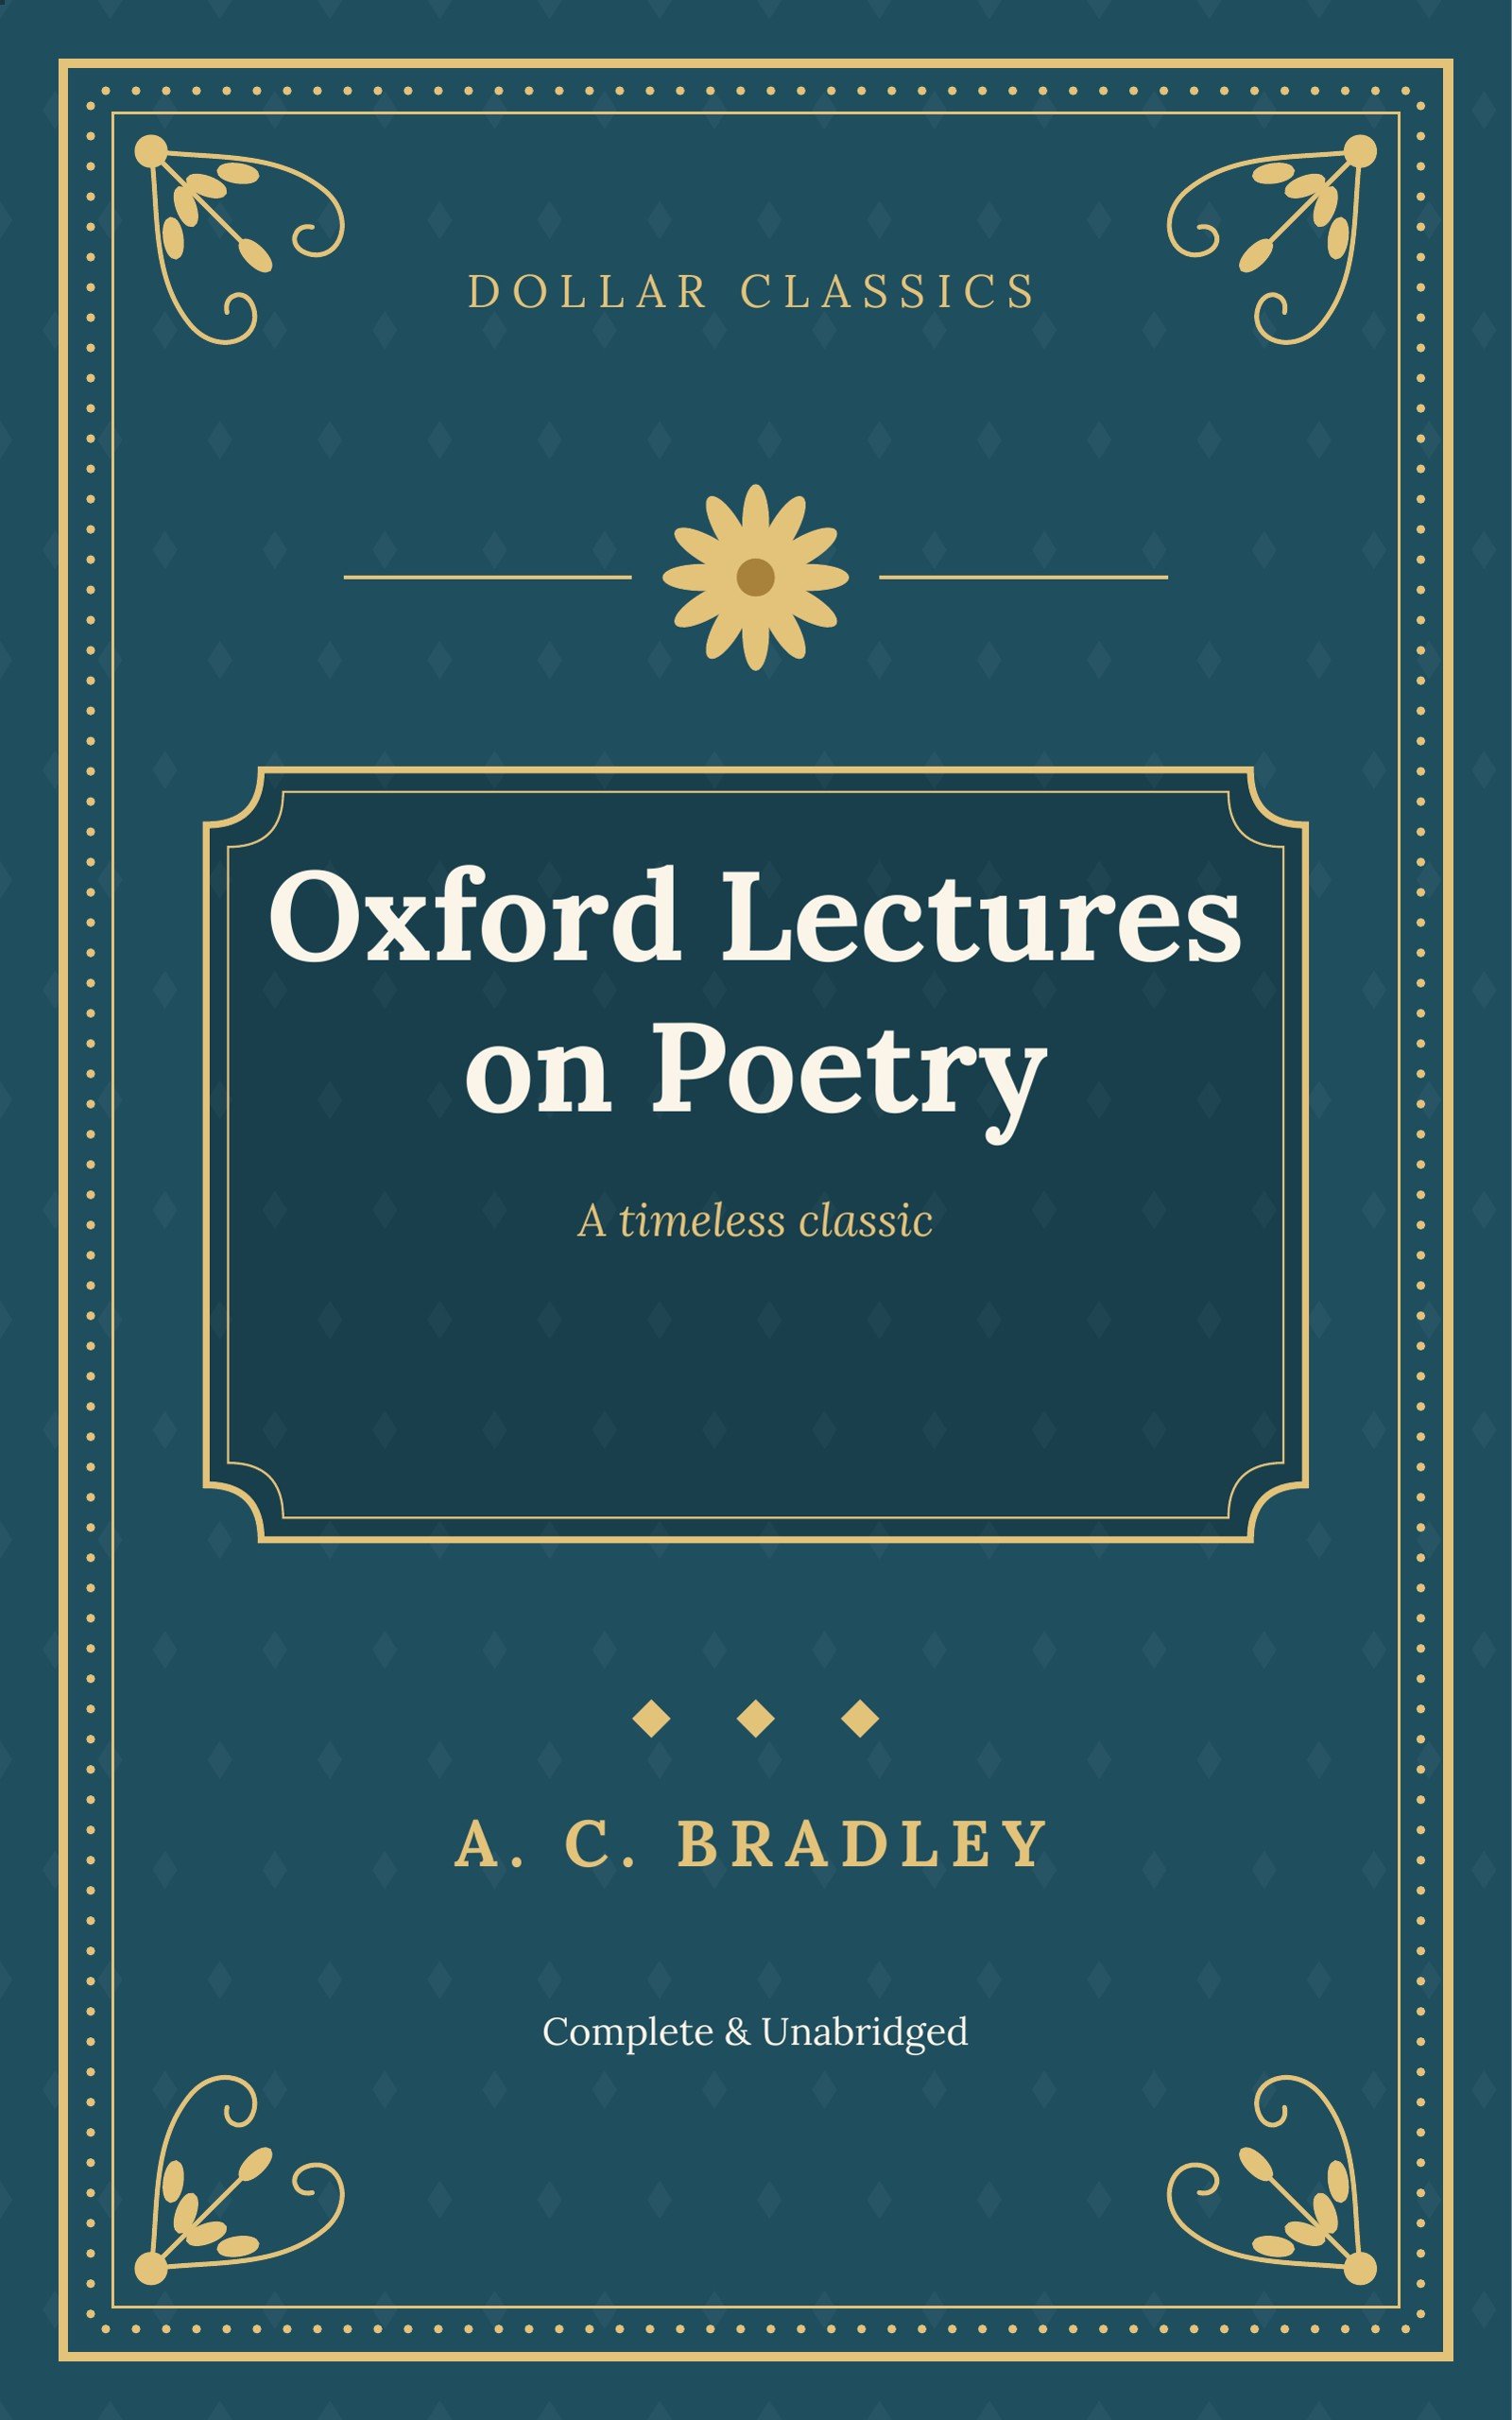 DOLLAR CLASSICS
Oxford Lectures
on Poetry
A timeless classic
A. C. BRADLEY
Complete & Unabridged